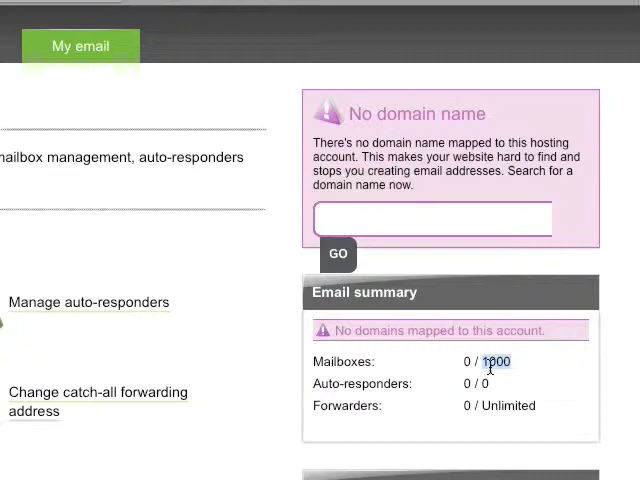 My email
No domain name
There's no domain name mapped to this hosting
account. This makes your website hard to find and
stops you creating email addresses. Search for a
domain name now.
GO
mailbox management, auto-responders
Manage auto-responders
Change catch-all forwarding
address
Email summary
No domains mapped to this account.
Mailboxes: 0 / 1000
Auto-responders: 0 / 0
Forwarders: 0 / Unlimited